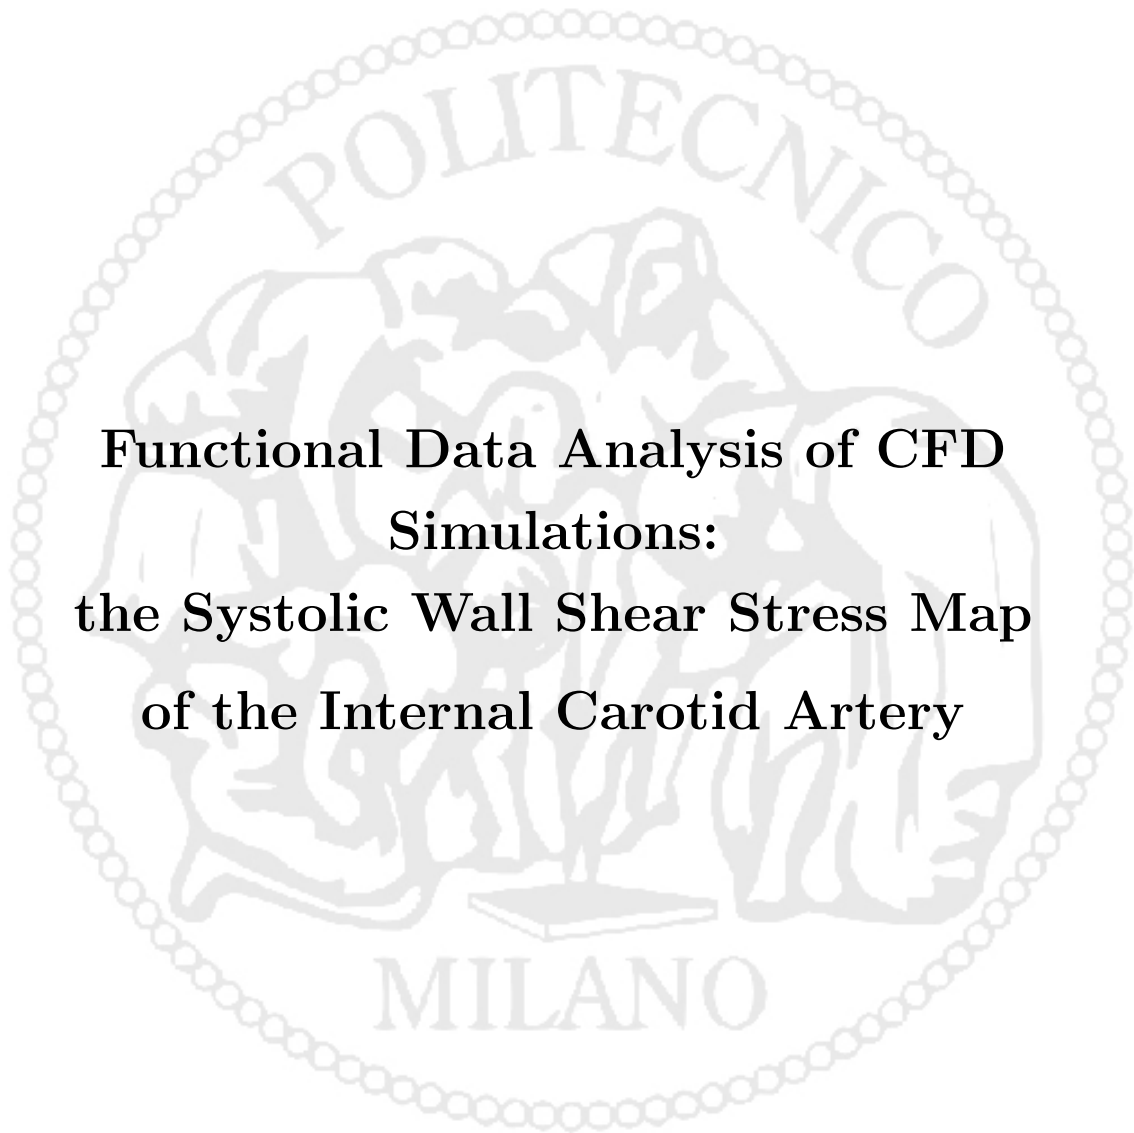 POLITECNICO
Functional Data Analysis of CFD
Simulations:
the Systolic Wall Shear Stress Map
of the Internal Carotid Artery
MILANO